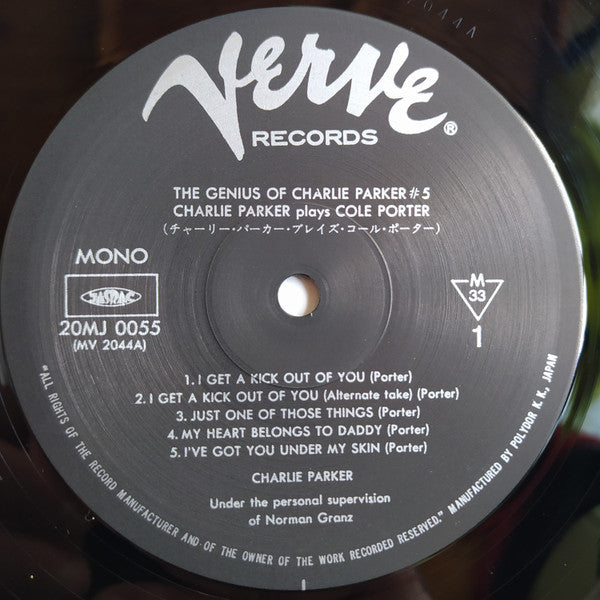 2044A
Verve®
RECORDS
THE GENIUS OF CHARLIE PARKER #5
CHARLIE PARKER plays COLE PORTER
(チャーリー・パーカー・プレイズ・コール・ポーター)
MONO
JASRAC
20MJ 0055
(MV 2044A)
M
33
1
1. I GET A KICK OUT OF YOU (Porter)
2. I GET A KICK OUT OF YOU (Alternate take) (Porter)
3. JUST ONE OF THOSE THINGS (Porter)
4. MY HEART BELONGS TO DADDY (Porter)
5. I'VE GOT YOU UNDER MY SKIN (Porter)
CHARLIE PARKER
Under the personal supervision
of Norman Granz
"ALL RIGHTS OF THE RECORD MANUFACTURER AND OF THE OWNER OF THE WORK RECORDED RESERVED." MANUFACTURED BY POLYDOR K. K., JAPAN